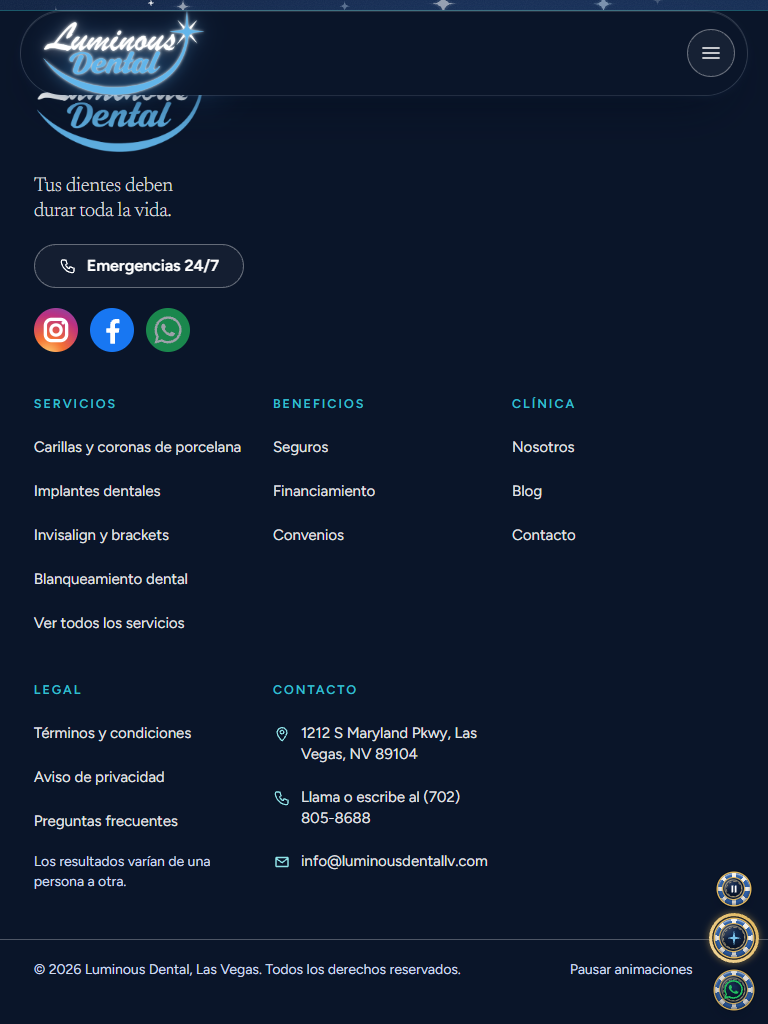 Luminous
Dental
Luminous
Dental
Tus dientes deben
durar toda la vida.
Emergencias 24/7
SERVICIOS
Carillas y coronas de porcelana
Implantes dentales
Invisalign y brackets
Blanqueamiento dental
Ver todos los servicios
BENEFICIOS
Seguros
Financiamiento
Convenios
CLÍNICA
Nosotros
Blog
Contacto
LEGAL
Términos y condiciones
Aviso de privacidad
Preguntas frecuentes
Los resultados varían de una
persona a otra.
CONTACTO
1212 S Maryland Pkwy, Las
Vegas, NV 89104
Llama o escribe al (702)
805-8688
info@luminousdentallv.com
© 2026 Luminous Dental, Las Vegas. Todos los derechos reservados.
Pausar animaciones